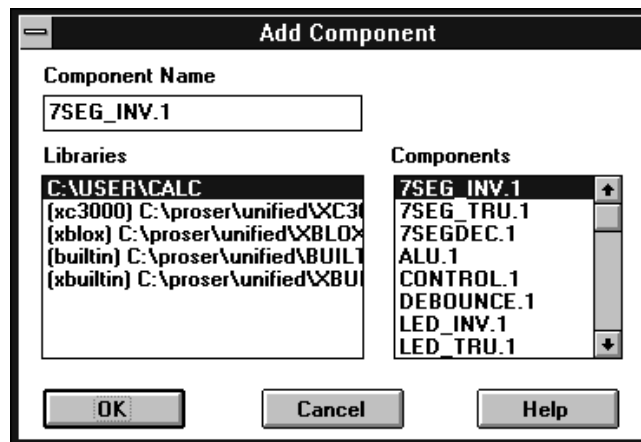 Add Component
Component Name
7SEG_INV.1
Libraries
C:\USER\CALC
(xc3000) C:\proser\unified\XC30
(xblox) C:\proser\unified\XBLOX
(builtin) C:\proser\unified\BUILT
(xbuiltin) C:\proser\unified\XBUI
Components
7SEG_INV.1
7SEG_TRU.1
7SEGDEC.1
ALU.1
CONTROL.1
DEBOUNCE.1
LED_INV.1
LED_TRU.1
OK
Cancel
Help